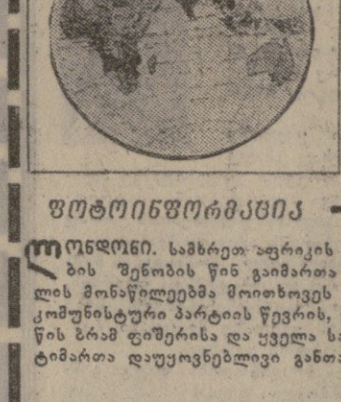 ფოტოინფორმაცია
ლონდონი. სამხრეთ აფრიკის
ბის შენობის წინ გაიმართა
ლის მონაწილეებმა მოითხოვეს
კომუნისტური პარტიის წევრის,
წის ბრამ ფიშერისა და ყველა
ტიმართა დაუყოვნებლივი